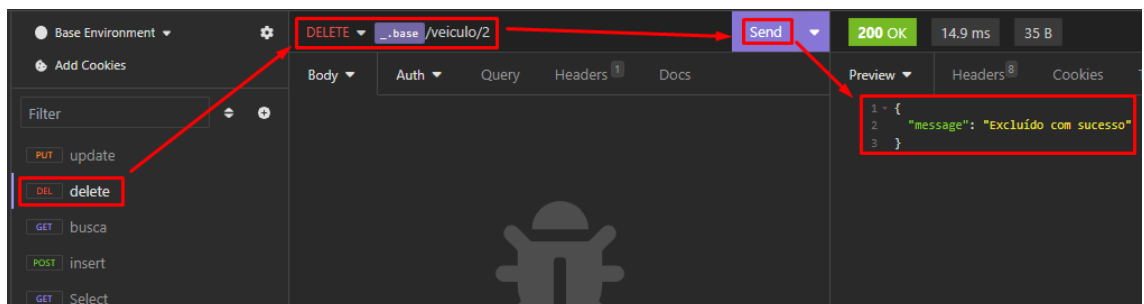 Base Environment
Add Cookies
Filter
PUT update
DEL delete
GET busca
POST insert
GET Select
DELETE _.base /veiculo/2 Send
Body Auth Query Headers 1 Docs
200 OK 14.9 ms 35 B
Preview Headers 8 Cookies
1 {
2 "message": "Excluído com sucesso"
3 }